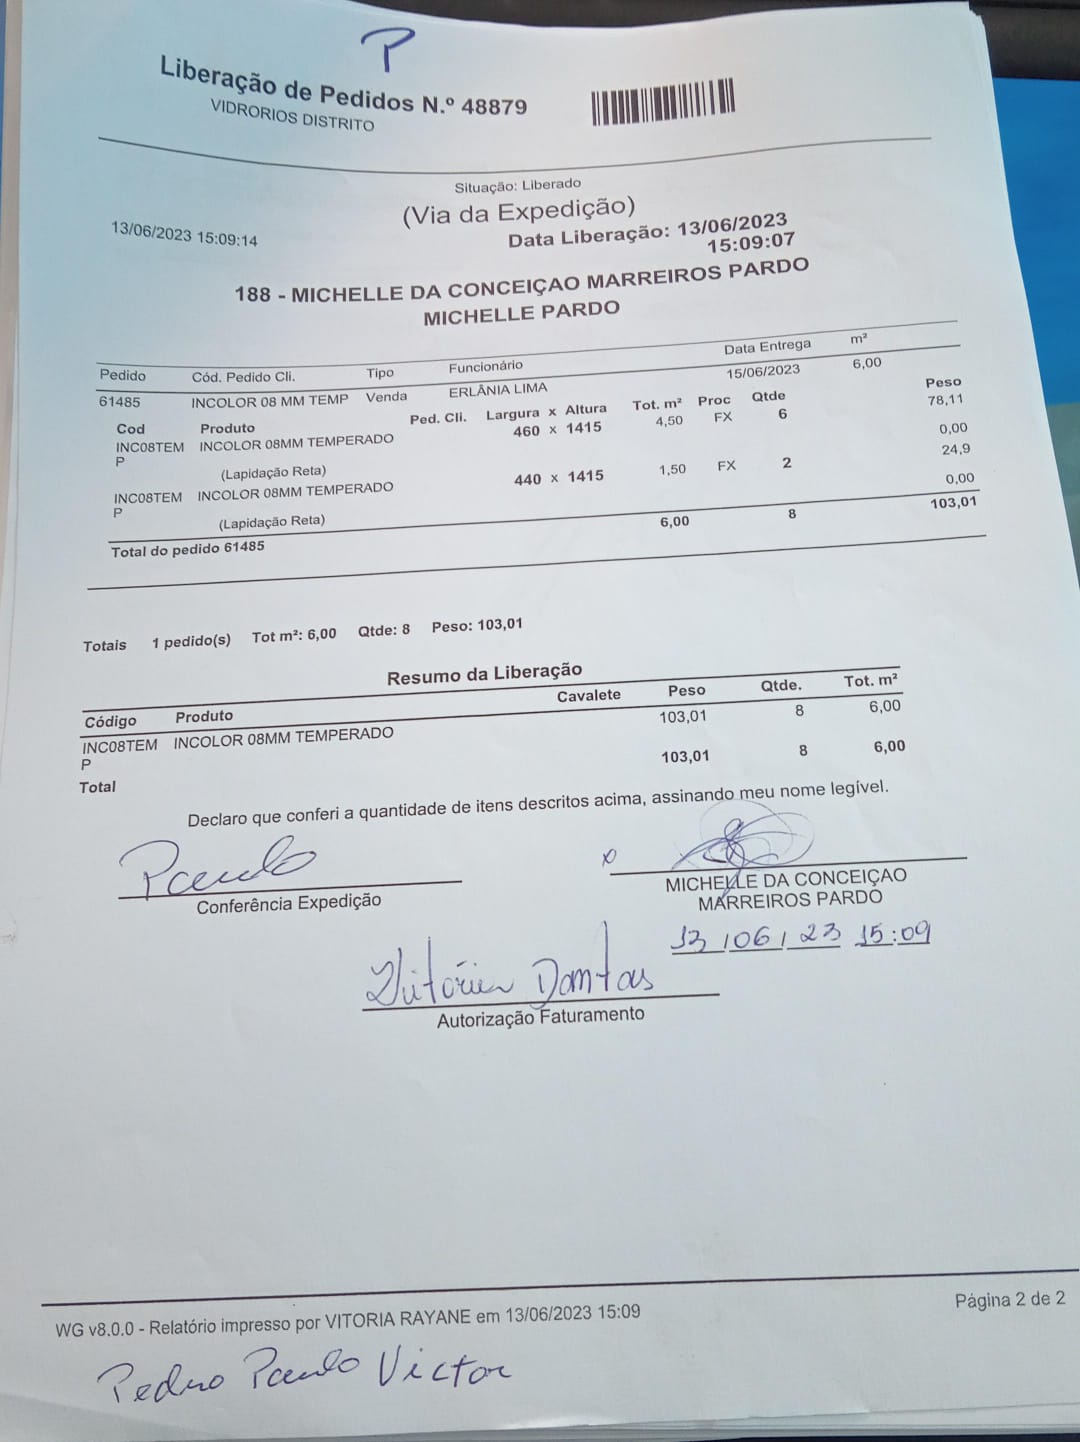 P
Liberação de Pedidos N.º 48879
VIDRORIOS DISTRITO
Situação: Liberado
(Via da Expedição)
13/06/2023 15:09:14
Data Liberação: 13/06/2023
15:09:07
188 - MICHELLE DA CONCEIÇAO MARREIROS PARDO
MICHELLE PARDO
Pedido Cód. Pedido Cli. Tipo Funcionário Data Entrega m²
61485 INCOLOR 08 MM TEMP Venda ERLÂNIA LIMA 15/06/2023 6,00
Cod Produto Ped. Cli. Largura x Altura Tot. m² Proc Qtde Peso
INC08TEM INCOLOR 08MM TEMPERADO 460 x 1415 4,50 FX 6 78,11
P
(Lapidação Reta) 0,00
INC08TEM INCOLOR 08MM TEMPERADO 440 x 1415 1,50 FX 2 24,9
P
(Lapidação Reta) 0,00
Total do pedido 61485 6,00 8 103,01
Totais 1 pedido(s) Tot m²: 6,00 Qtde: 8 Peso: 103,01
Resumo da Liberação
Código Produto Cavalete Peso Qtde. Tot. m²
INC08TEM INCOLOR 08MM TEMPERADO 103,01 8 6,00
P
Total 103,01 8 6,00
Declaro que conferi a quantidade de itens descritos acima, assinando meu nome legível.
Paulo
Conferência Expedição
MICHELLE DA CONCEIÇAO
MARREIROS PARDO
13/06/23 15:09
Vitória Dantas
Autorização Faturamento
WG v8.0.0 - Relatório impresso por VITORIA RAYANE em 13/06/2023 15:09
Página 2 de 2
Pedro Paulo Victor